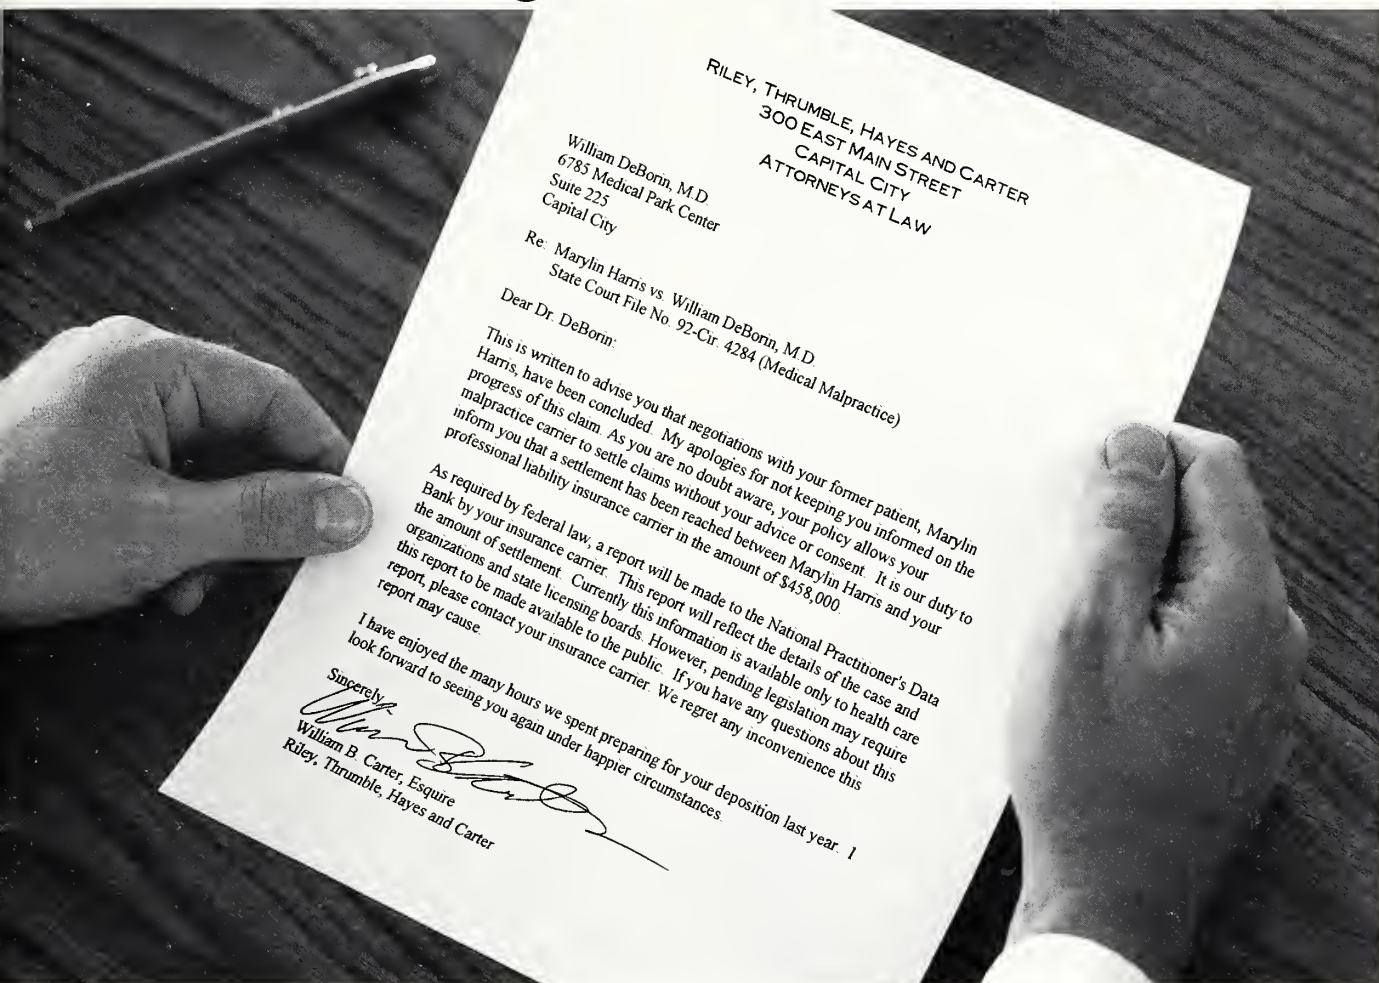 RILEY, THRUMBLE, HAYES AND CARTER
300 EAST MAIN STREET
CAPITAL CITY
ATTORNEYS AT LAW
William DeBorin, M.D.
6785 Medical Park Center
Suite 225
Capital City
Re: Marylin Harris vs. William DeBorin, M.D.
State Court File No. 92-Cir. 4284 (Medical Malpractice)
Dear Dr. DeBorin:
This is written to advise you that negotiations with your former patient, Marylin
Harris, have been concluded. My apologies for not keeping you informed on the
progress of this claim. As you are no doubt aware, your policy allows your
malpractice carrier to settle claims without your advice or consent. It is our duty to
inform you that a settlement has been reached between Marylin Harris and your
professional liability insurance carrier in the amount of $458,000.
As required by federal law, a report will be made to the National Practitioner's Data
Bank by your insurance carrier. This report will reflect the details of the case and
the amount of settlement. Currently this information is available only to health care
organizations and state licensing boards. However, pending legislation may require
this report to be made available to the public. If you have any questions about this
report, please contact your insurance carrier. We regret any inconvenience this
report may cause.
I have enjoyed the many hours we spent preparing for your deposition last year. I
look forward to seeing you again under happier circumstances.
Sincerely,
William B. Carter, Esquire
Riley, Thrumble, Hayes and Carter